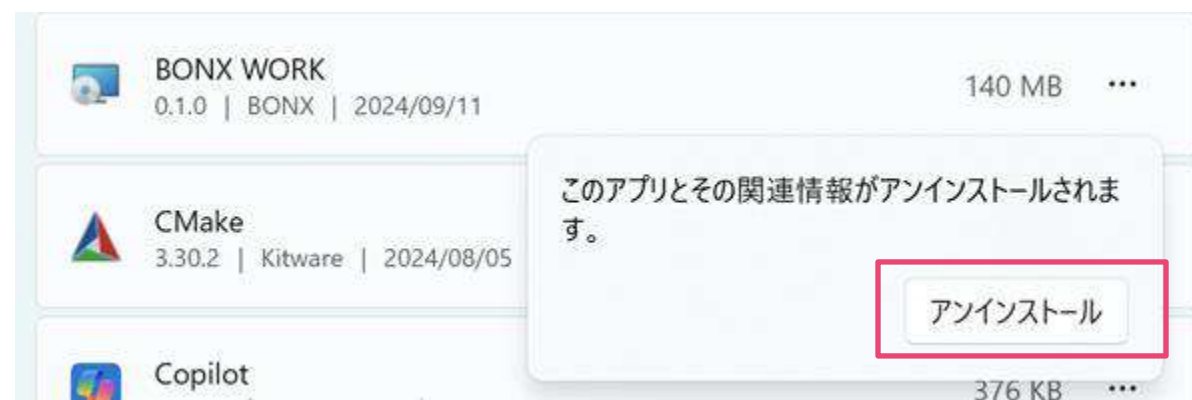 BONX WORK
0.1.0 | BONX | 2024/09/11
140 MB
このアプリとその関連情報がアンインストールされま
す。
アンインストール
CMake
3.30.2 | Kitware | 2024/08/05
Copilot
376 KB